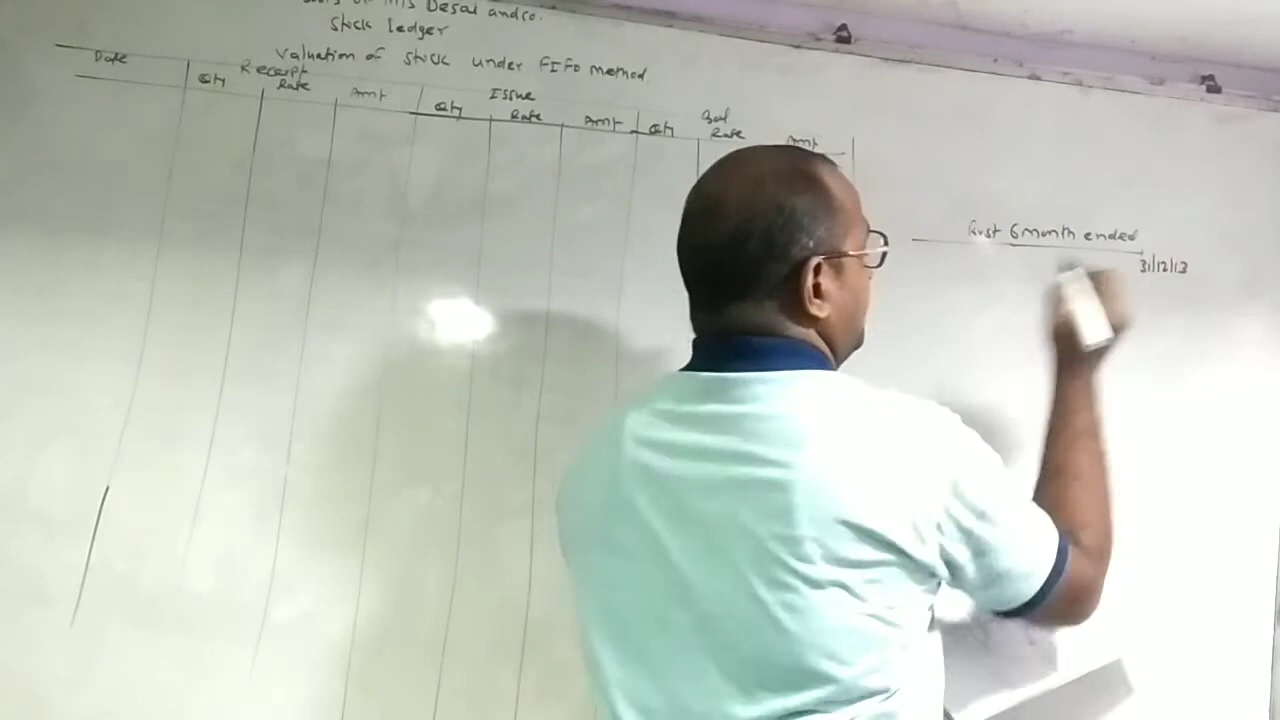 of M/s Desai and co.
Stock ledger
Valuation of stock under FIFO method
Date Receipt Issue Bal
Qty Rate Amt Qty Rate Amt Qty Rate Amt
6 month ended
31/12/13